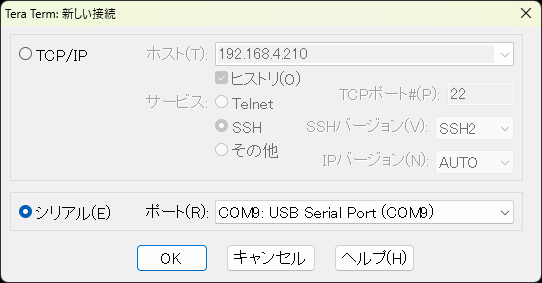 Tera Term: 新しい接続
TCP/IP
ホスト(T): 192.168.4.210
ヒストリ(O)
サービス: Telnet
TCPポート#(P): 22
SSH
SSHバージョン(V): SSH2
その他
IPバージョン(N): AUTO
シリアル(E)
ポート(R): COM9: USB Serial Port (COM9)
OK
キャンセル
ヘルプ(H)